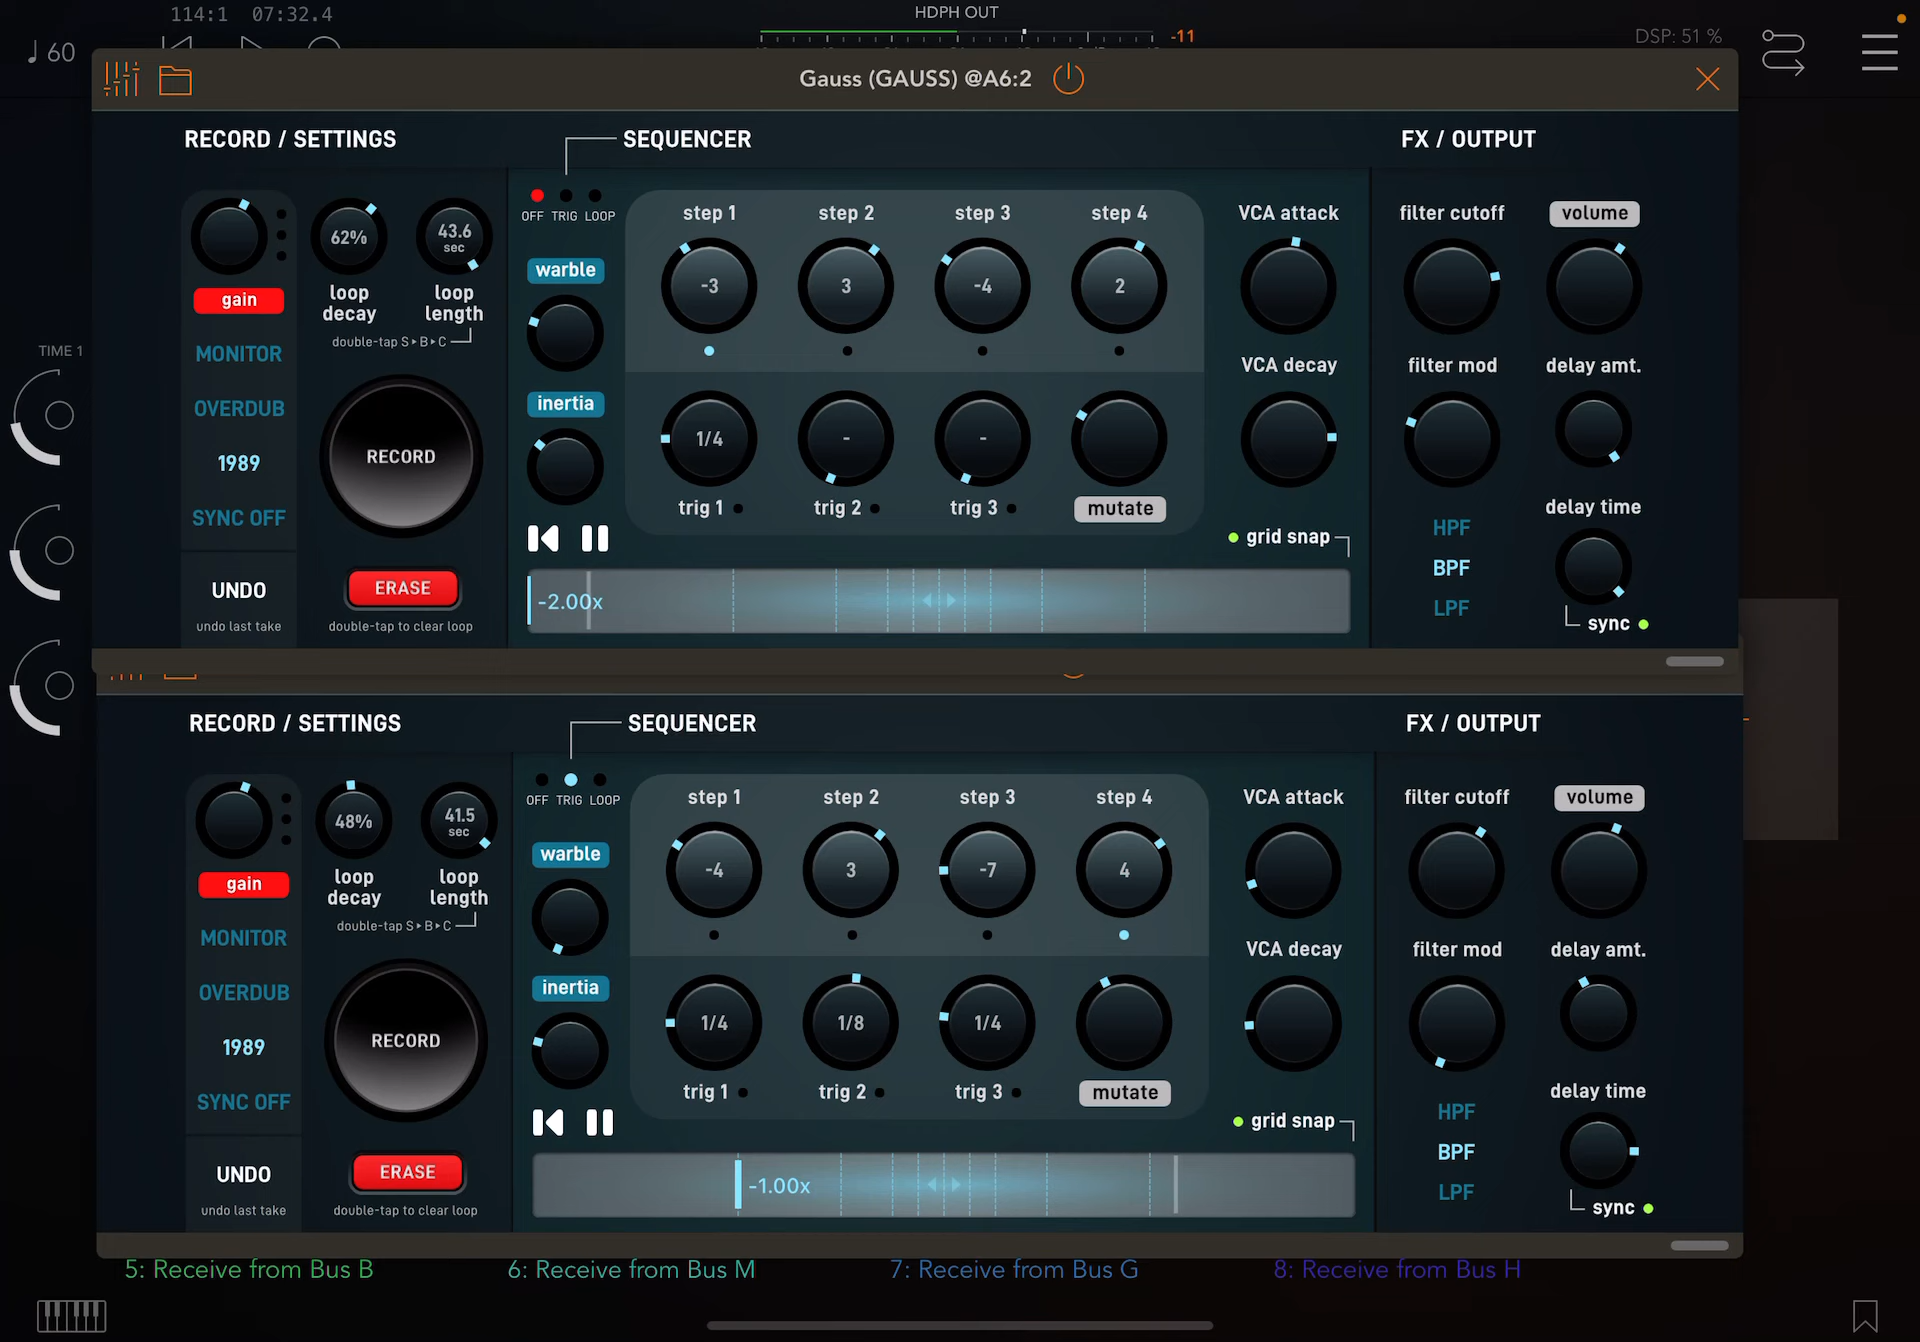 114:1 07:32.4
HDPH OUT
-11
DSP: 51 %
♩60
Gauss (GAUSS) @A6:2
RECORD / SETTINGS
SEQUENCER
FX / OUTPUT
OFF TRIG LOOP
step 1 step 2 step 3 step 4
VCA attack
filter cutoff
volume
62%
43.6
sec
warble
-3 3 -4 2
gain
loop
decay
loop
length
double-tap S▸B▸C
TIME 1
MONITOR
VCA decay
filter mod
delay amt.
OVERDUB
inertia
1/4 - -
RECORD
1989
trig 1 trig 2 trig 3 mutate
delay time
SYNC OFF
grid snap
HPF
BPF
LPF
UNDO
undo last take
ERASE
double-tap to clear loop
-2.00x
sync
RECORD / SETTINGS
SEQUENCER
FX / OUTPUT
OFF TRIG LOOP
step 1 step 2 step 3 step 4
VCA attack
filter cutoff
volume
48%
41.5
sec
warble
-4 3 -7 4
gain
loop
decay
loop
length
double-tap S▸B▸C
MONITOR
VCA decay
filter mod
delay amt.
OVERDUB
inertia
1/4 1/8 1/4
RECORD
1989
trig 1 trig 2 trig 3 mutate
delay time
SYNC OFF
grid snap
HPF
BPF
LPF
UNDO
undo last take
ERASE
double-tap to clear loop
-1.00x
sync
5: Receive from Bus B 6: Receive from Bus M 7: Receive from Bus G 8: Receive from Bus H